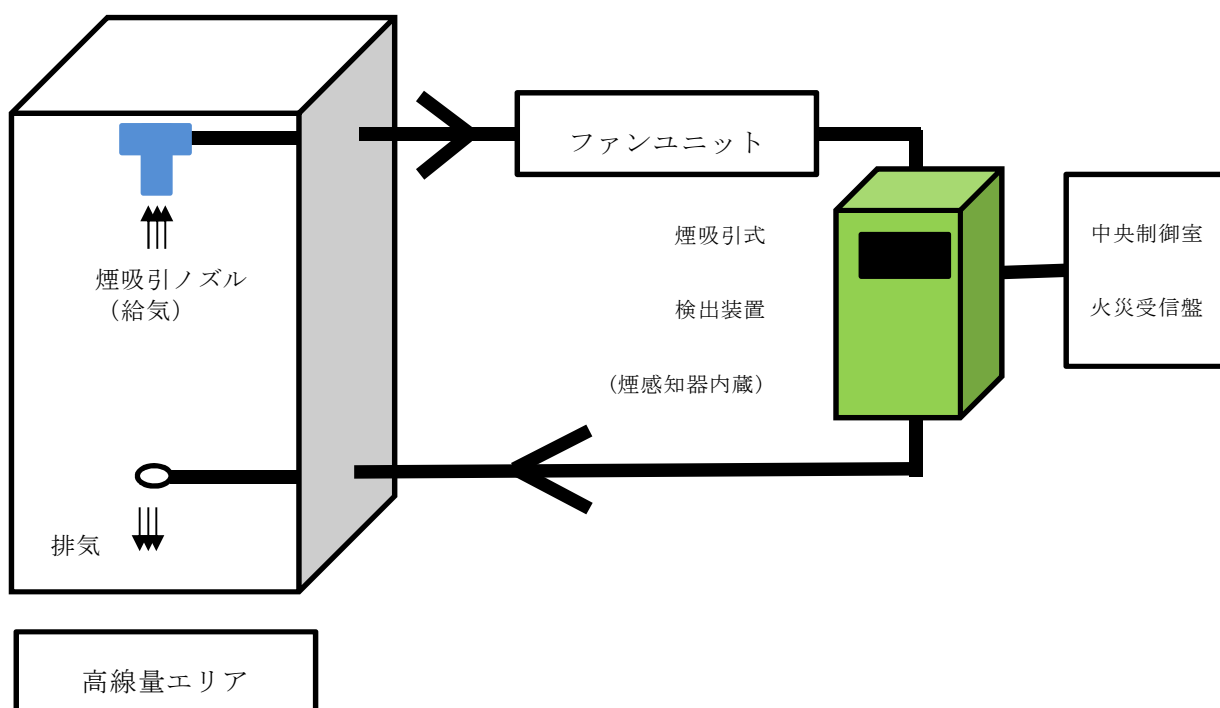 ファンユニット
煙吸引ノズル
（給気）
排気
煙吸引式
検出装置
（煙感知器内蔵）
中央制御室
火災受信盤
高線量エリア